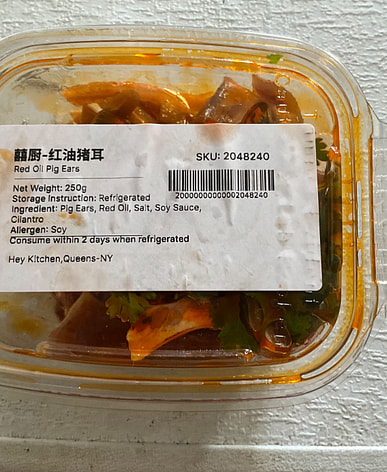 囍厨-红油猪耳
Red Oil Pig Ears
SKU: 2048240
Net Weight: 250g
Storage Instruction: Refrigerated
20000000000002048240
Ingredient: Pig Ears, Red Oil, Salt, Soy Sauce,
Cilantro
Allergen: Soy
Consume within 2 days when refrigerated
Hey Kitchen,Queens-NY